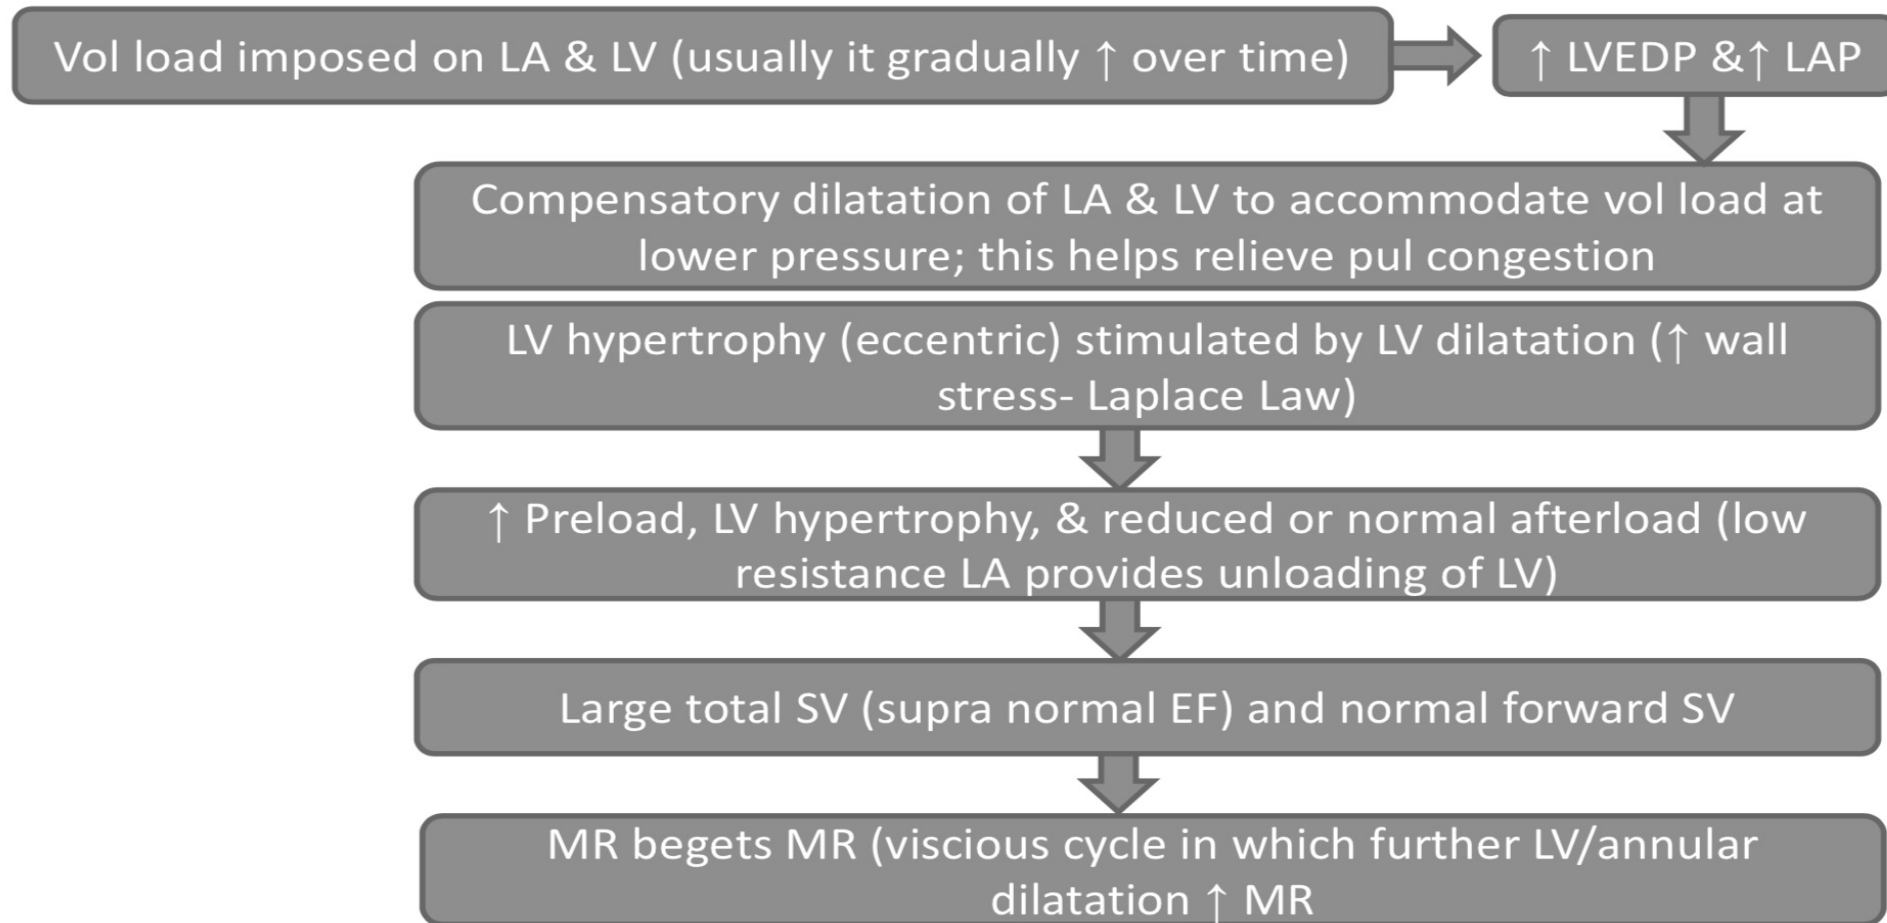 Vol load imposed on LA & LV (usually it gradually ↑ over time)
↑ LVEDP &↑ LAP
Compensatory dilatation of LA & LV to accommodate vol load at
lower pressure; this helps relieve pul congestion
LV hypertrophy (eccentric) stimulated by LV dilatation (↑ wall
stress- Laplace Law)
↑ Preload, LV hypertrophy, & reduced or normal afterload (low
resistance LA provides unloading of LV)
Large total SV (supra normal EF) and normal forward SV
MR begets MR (viscious cycle in which further LV/annular
dilatation ↑ MR